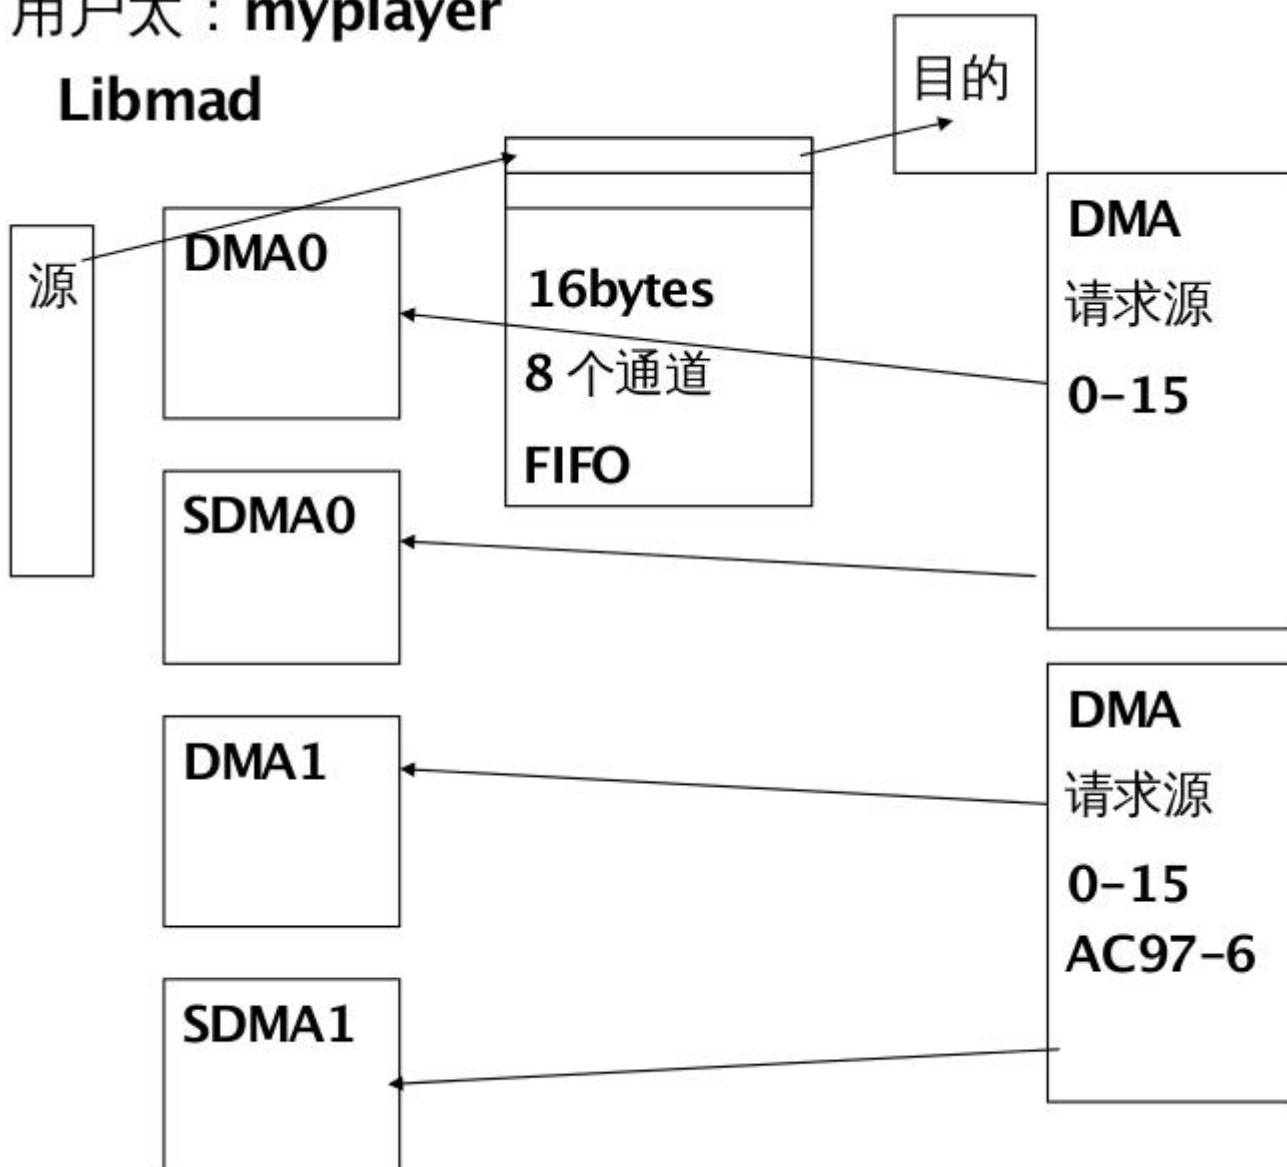 用户太：myplayer
Libmad
目的
源
DMA0
16bytes
8 个通道
FIFO
DMA
请求源
0-15
SDMA0
DMA1
DMA
请求源
0-15
AC97-6
SDMA1